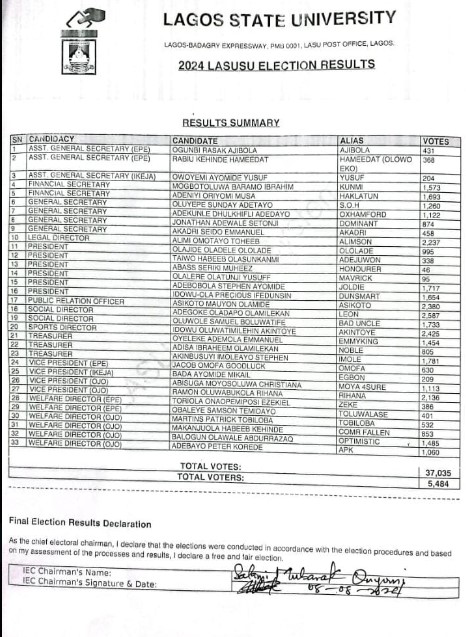 LAGOS STATE UNIVERSITY
LAGOS-BADAGRY EXPRESSWAY, PMB 0001, LASU POST OFFICE, LAGOS.
2024 LASUSU ELECTION RESULTS
RESULTS SUMMARY
SN CANDIDACY CANDIDATE ALIAS VOTES
1 ASST. GENERAL SECRETARY (EPE) OGUNBI RASAK AJIBOLA AJIBOLA 431
2 ASST. GENERAL SECRETARY (EPE) RABIU KEHINDE HAMEEDAT HAMEEDAT (OLOWO 368
EKO)
3 ASST. GENERAL SECRETARY (IKEJA) OWOYEMI AYOMIDE YUSUF YUSUF 204
4 FINANCIAL SECRETARY MOGBOTOLUWA BARAMO IBRAHIM KUNMI 1,573
5 FINANCIAL SECRETARY ADENIYI ORIYOMI MUSA HAKLATUN 1,693
6 GENERAL SECRETARY OLUYEPE SUNDAY ADETAYO S.O.H 1,260
7 GENERAL SECRETARY ADEKUNLE DHULKHIFLI ADEDAYO OXHAMFORD 1,122
8 GENERAL SECRETARY JONATHAN ADEWALE SETONJI DOMINANT 874
9 GENERAL SECRETARY AKADRI SEIDO EMMANUEL AKADRI 458
10 LEGAL DIRECTOR ALIMI OMOTAYO TOHEEB ALIMSON 2,237
11 PRESIDENT OLAJIDE OLADELE OLOLADE OLOLADE 995
12 PRESIDENT TAIWO HABEEB OLASUNKANMI ADEJUWON 338
13 PRESIDENT ABASS SERIKI MUHEEZ HONOURER 46
14 PRESIDENT OLALERE OLATUNJI YUSUFF MAVRICK 95
15 PRESIDENT ADEBOBOLA STEPHEN AYOMIDE JOLDIE 1,717
16 PRESIDENT IDOWU-OLA PRECIOUS IFEDUNSIN DUNSMART 1,654
17 PUBLIC RELATION OFFICER ASIKOTO MAUYON OLAMIDE ASIKOTO 2,380
18 SOCIAL DIRECTOR ADEGOKE OLADAPO OLAMILEKAN LEON 2,587
19 SOCIAL DIRECTOR OLUWOLE SAMUEL BOLUWATIFE BAD UNCLE 1,733
20 SPORTS DIRECTOR IDOWU OLUWATIMILEHIN AKINTOYE AKINTOYE 2,425
21 TREASURER OYELEKE ADEMOLA EMMANUEL EMMYKING 1,454
22 TREASURER ADISA IBRAHEEM OLAMILEKAN NOBLE 805
23 TREASURER AKINBUSUYI IMOLEAYO STEPHEN IMOLE 1,781
24 VICE PRESIDENT (EPE) JACOB OMOFA GOODLUCK OMOFA 630
25 VICE PRESIDENT (IKEJA) BADA AYOMIDE MIKAIL EGBON 209
26 VICE PRESIDENT (OJO) ABISUGA MOYOSOLUWA CHRISTIANA MOYA 4SURE 1,113
27 VICE PRESIDENT (OJO) RAMON OLUWABUKOLA RIHANA RIHANA 2,136
28 WELFARE DIRECTOR (EPE) TORIOLA ONAOPEMIPOSI EZEKIEL ZEKE 386
29 WELFARE DIRECTOR (EPE) OBALEYE SAMSON TEMIDAYO TOLUWALASE 401
30 WELFARE DIRECTOR (OJO) MARTINS PATRICK TOBILOBA TOBILOBA 532
31 WELFARE DIRECTOR (OJO) MAKANJUOLA HABEEB KEHINDE COMR FALLEN 853
32 WELFARE DIRECTOR (OJO) BALOGUN OLAWALE ABDURRAZAQ OPTIMISTIC 1,485
33 WELFARE DIRECTOR (OJO) ADEBAYO PETER KOREDE APK 1,060
TOTAL VOTES: 37,035
TOTAL VOTERS: 5,484
Final Election Results Declaration
As the chief electoral chairman, I declare that the elections were conducted in accordance with the election procedures and based
on my assessment of the processes and results, I declare a free and fair election.
IEC Chairman's Name: Salami Mubarak
IEC Chairman's Signature & Date: 08-08-2024